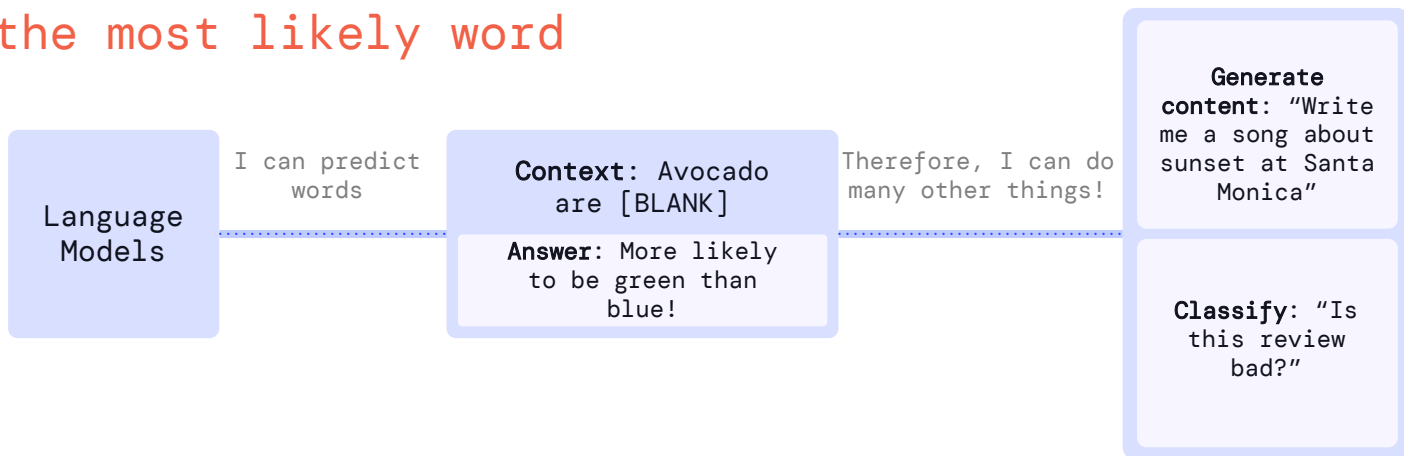 the most likely word
Language
Models
I can predict
words
Context: Avocado
are [BLANK]
Answer: More likely
to be green than
blue!
Therefore, I can do
many other things!
Generate
content: “Write
me a song about
sunset at Santa
Monica”
Classify: “Is
this review
bad?”